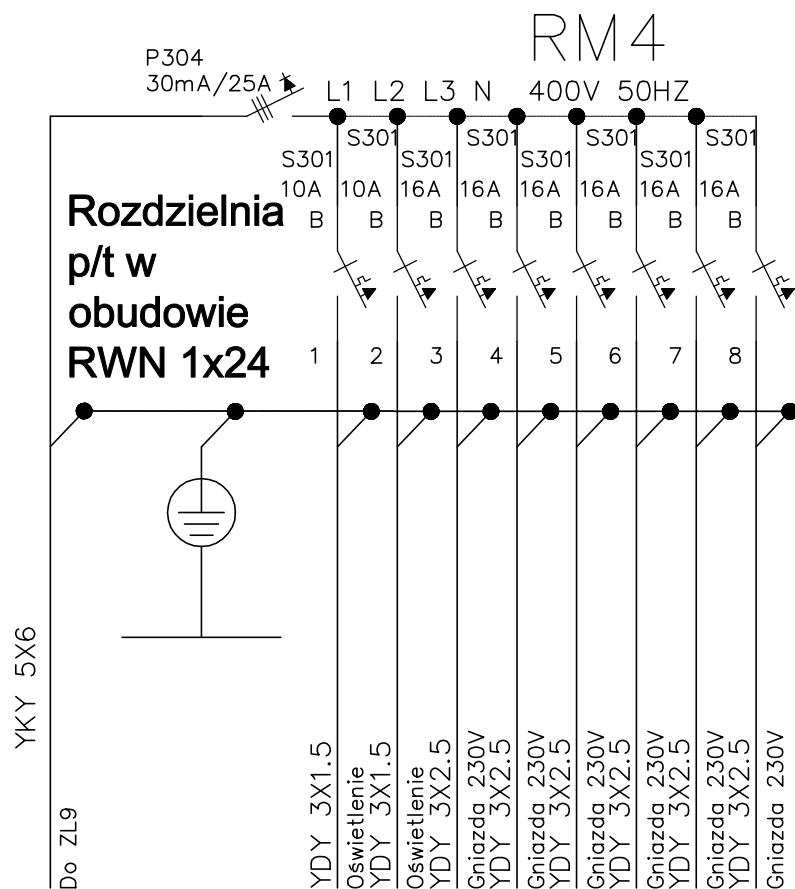 RM4
P304
30mA/25A
L1 L2 L3 N 400V 50HZ
S301 S301 S301 S301
S301 S301 S301 S301
10A 10A 16A 16A 16A 16A 16A 16A
B B B B B B B B
Rozdzielnia
p/t w
obudowie
RWN 1x24
1 2 3 4 5 6 7 8
YKY 5X6
Do ZL9
YDY 3X1.5
Oświetlenie
YDY 3X1.5
Oświetlenie
YDY 3X2.5
Gniazda 230V
YDY 3X2.5
Gniazda 230V
YDY 3X2.5
Gniazda 230V
YDY 3X2.5
Gniazda 230V
YDY 3X2.5
Gniazda 230V
YDY 3X2.5
Gniazda 230V